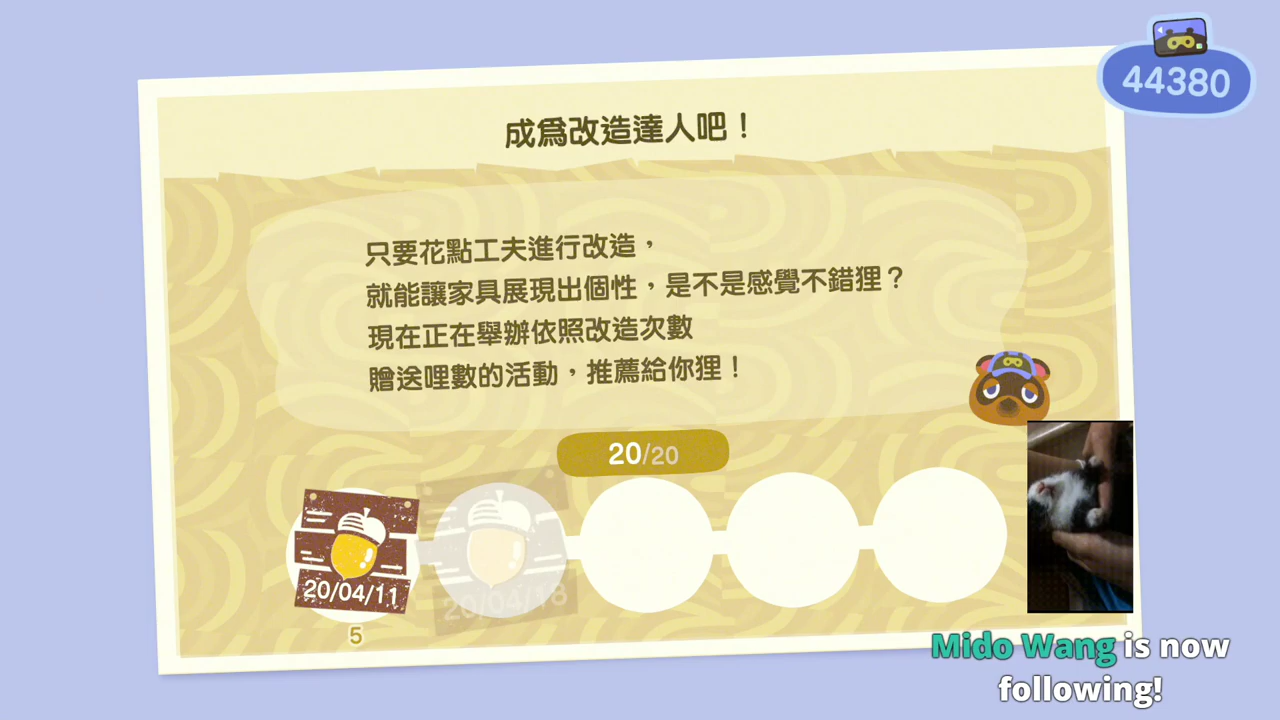 44380
成爲改造達人吧！
只要花點工夫進行改造，
就能讓家具展現出個性，是不是感覺不錯狸？
現在正在舉辦依照改造次數
贈送哩數的活動，推薦給你狸！
20/20
20/04/11
20/04/18
5
Mido Wang is now
following!